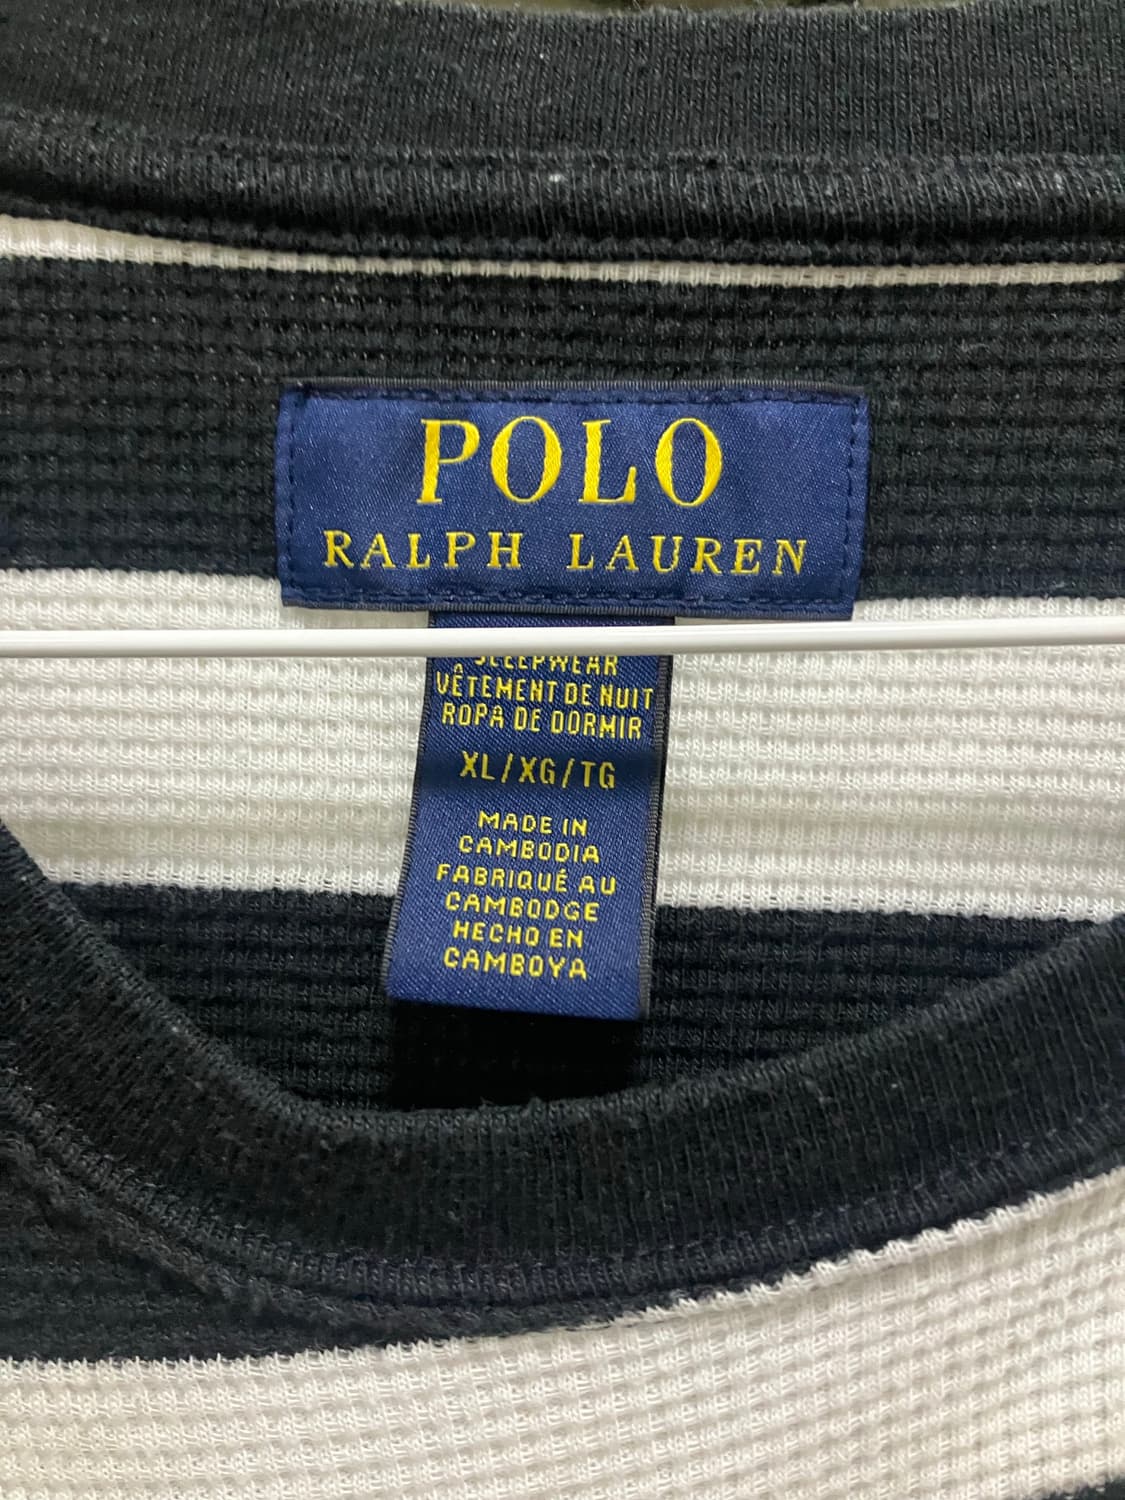 POLO
RALPH LAUREN
SLEEPWEAR
VÊTEMENT DE NUIT
ROPA DE DORMIR
XL/XG/TG
MADE IN
CAMBODIA
FABRIQUÉ AU
CAMBODGE
HECHO EN
CAMBOYA